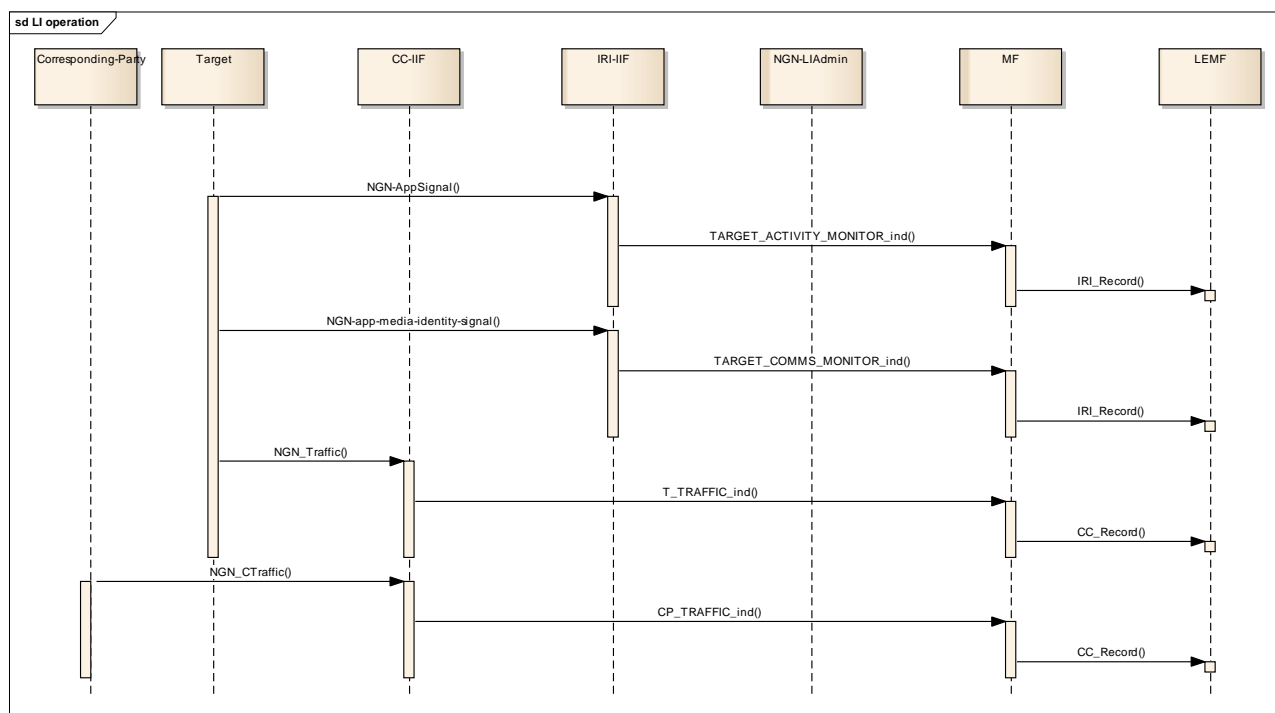 sd LI operation
Corresponding-Party
Target
CC-IIF
IRI-IIF
NGN-LIAdmin
MF
LEMF
NGN-AppSignal()
TARGET_ACTIVITY_MONITOR_ind()
IRI_Record()
NGN-app-media-identity-signal()
TARGET_COMMS_MONITOR_ind()
IRI_Record()
NGN_Traffic()
T_TRAFFIC_ind()
CC_Record()
NGN_CTraffic()
CP_TRAFFIC_ind()
CC_Record()